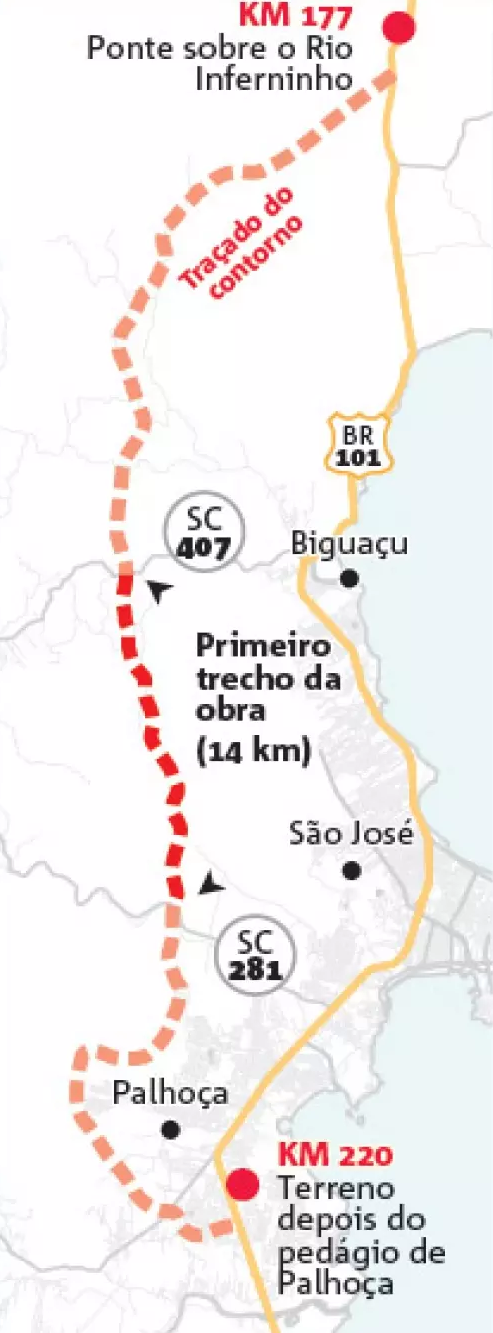 KM 177
Ponte sobre o Rio
Inferninho
Traçado do
contorno
BR
101
SC
407
Biguaçu
Primeiro
trecho da
obra
(14 km)
São José
SC
281
Palhoça
KM 220
Terreno
depois do
pedágio de
Palhoça